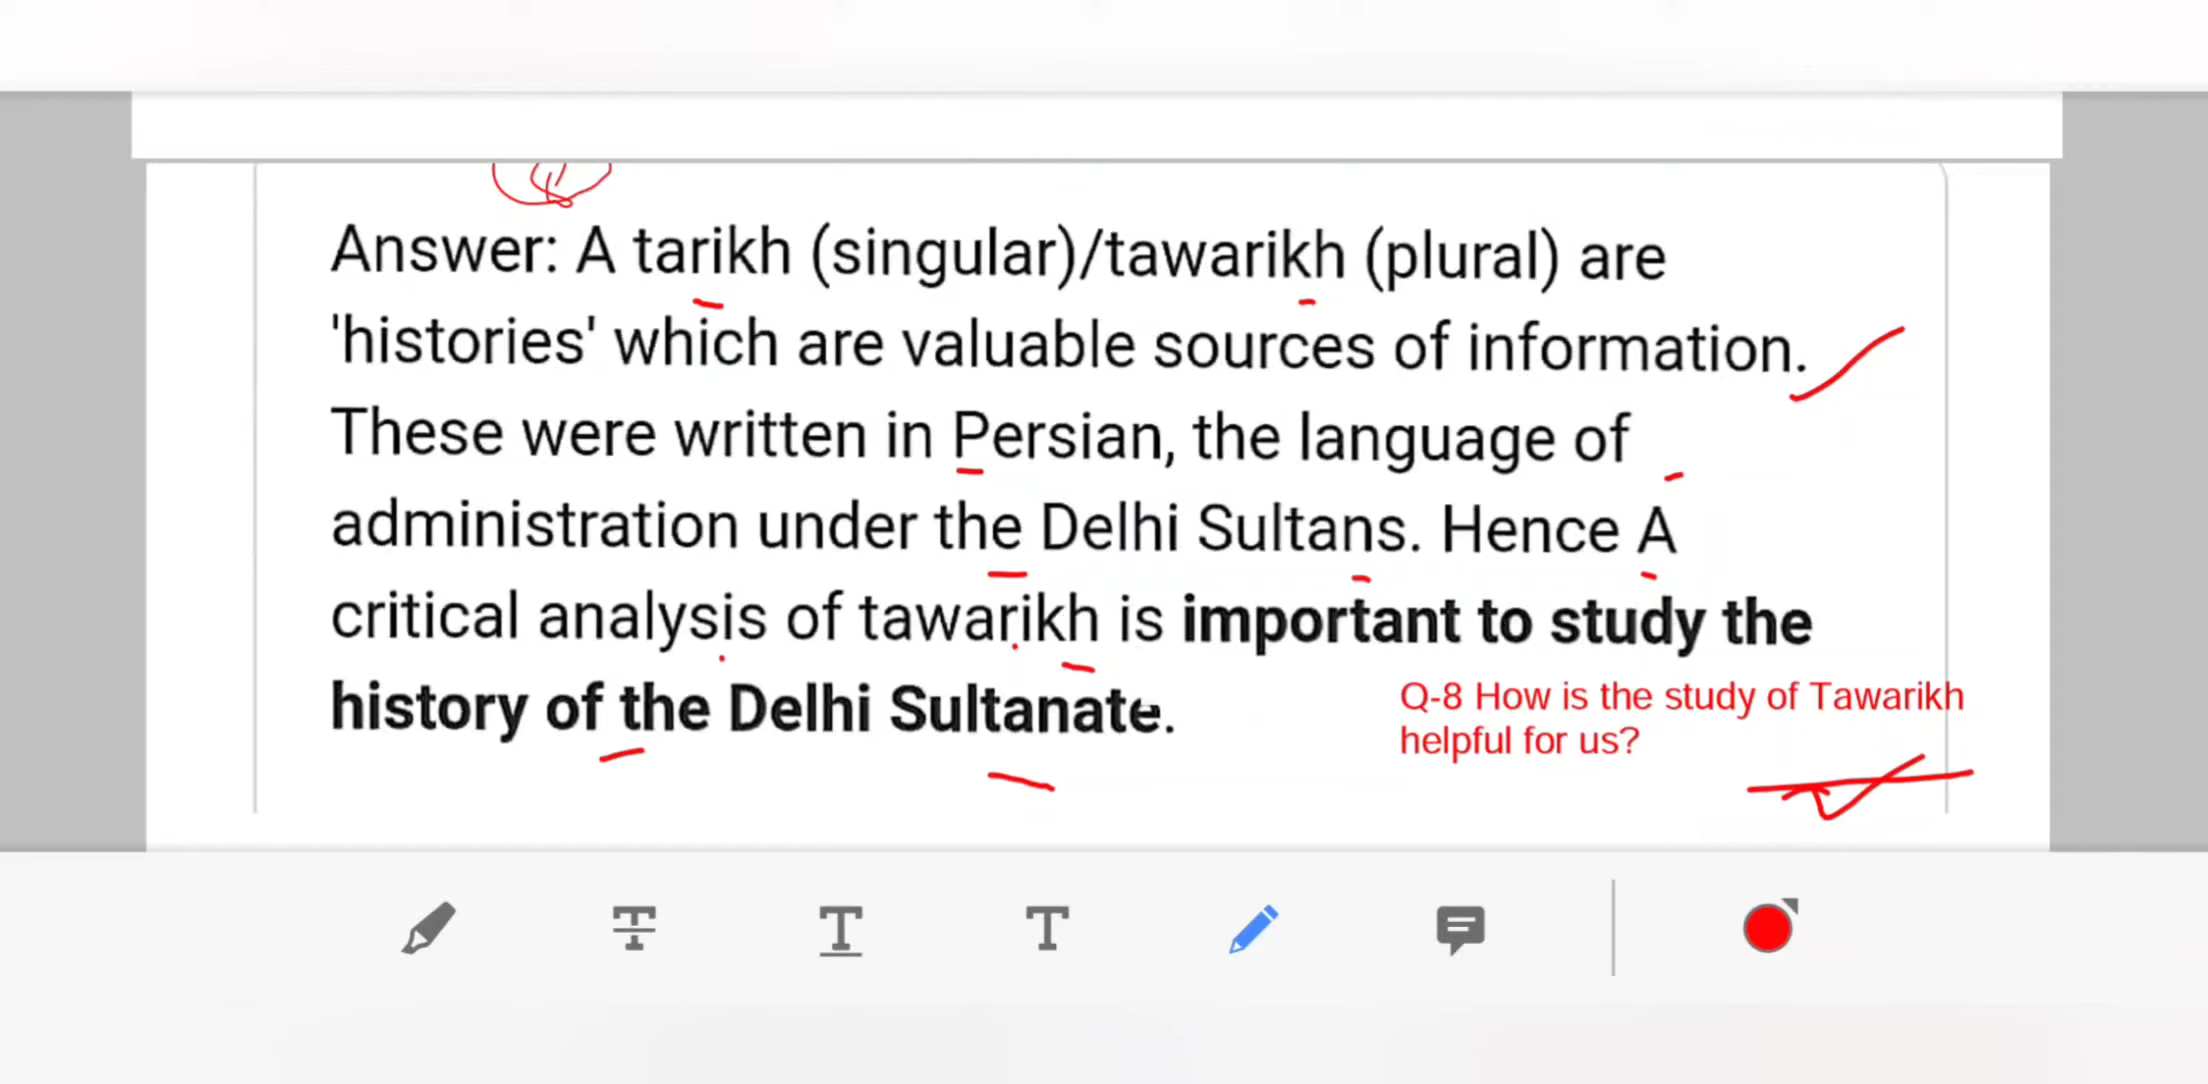 Answer: A tarikh (singular)/tawarikh (plural) are
'histories' which are valuable sources of information.
These were written in Persian, the language of
administration under the Delhi Sultans. Hence A
critical analysis of tawarikh is important to study the
history of the Delhi Sultanate.
Q-8 How is the study of Tawarikh
helpful for us?